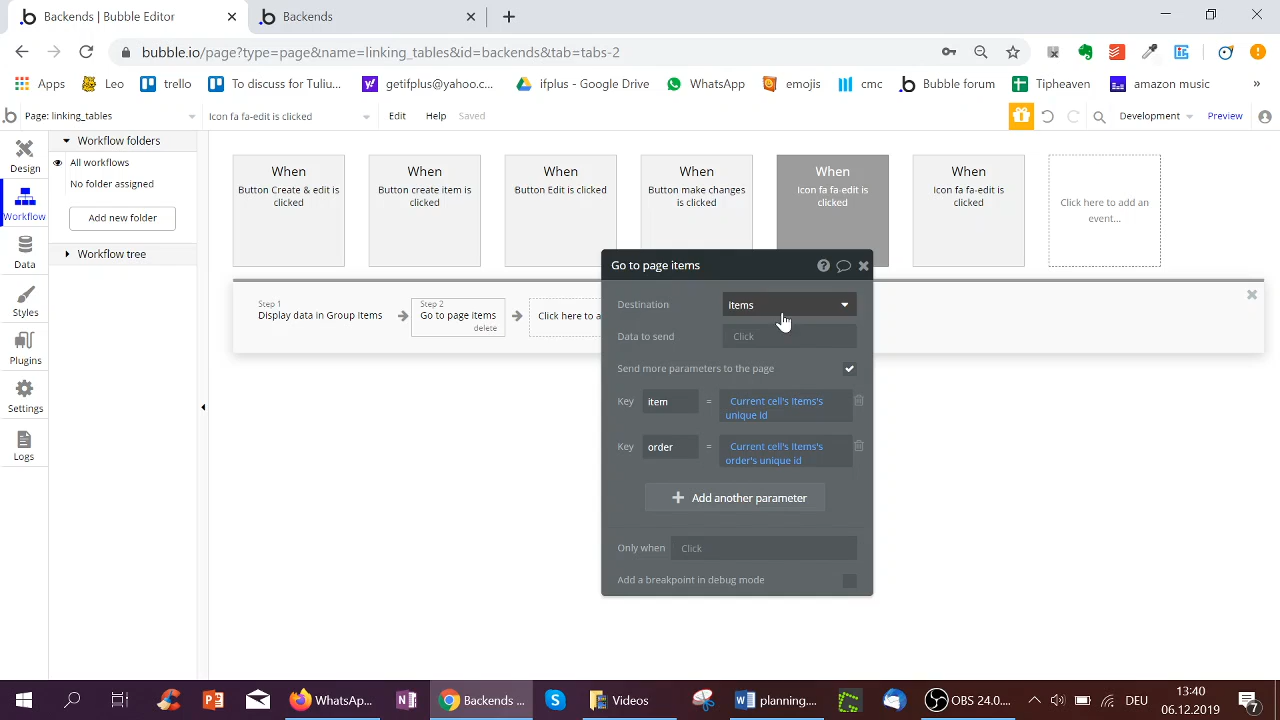 Backends | Bubble Editor
Backends
bubble.io/page?type=page&name=linking_tables&id=backends&tab=tabs-2
Apps
Leo
trello
To discuss for Tuliu...
getifplus@yahoo.c...
ifplus - Google Drive
WhatsApp
emojis
cmc
Bubble forum
Tipheaven
amazon music
»
Page: linking_tables
Icon fa fa-edit is clicked
Edit
Help
Saved
Development
Preview
Design
Workflow
Data
Styles
Plugins
Settings
Logs
Workflow folders
All workflows
No folder assigned
Add new folder
Workflow tree
When
Button Create & edit is
clicked
When
Button create item is
clicked
When
Button Edit is clicked
When
Button make changes
is clicked
When
Icon fa fa-edit is
clicked
When
Icon fa fa-edit is
clicked
Click here to add an
event...
Step 1
Display data in Group Items
Step 2
Go to page items
delete
Click here to a
Go to page items
Destination
items
Data to send
Click
Send more parameters to the page
Key
item
=
Current cell's Items's
unique id
Key
order
=
Current cell's Items's
order's unique id
+ Add another parameter
Only when
Click
Add a breakpoint in debug mode
WhatsAp...
Backends ...
Videos
planning....
OBS 24.0....
DEU
13:40
06.12.2019
7